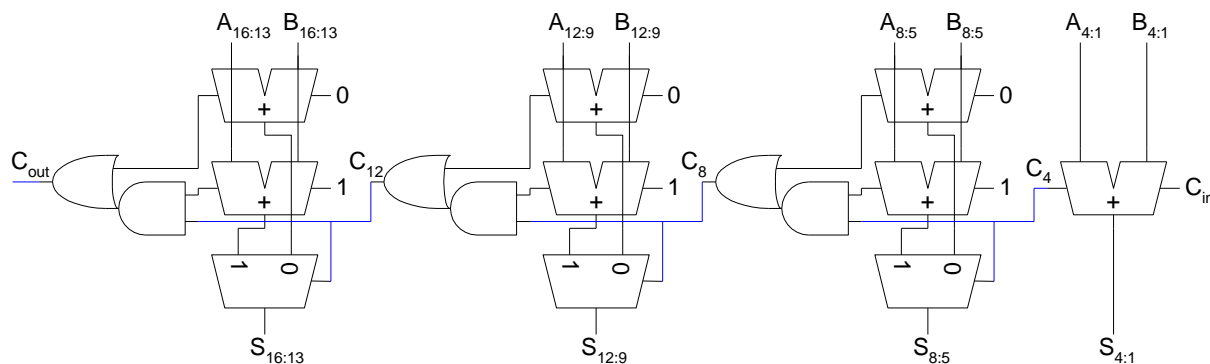 A16:13 B16:13 A12:9 B12:9 A8:5 B8:5 A4:1 B4:1
0 0 0
+ + +
Cout C12 C8 C4
1 1 1 Cin
+ + + +
1 0 1 0 1 0
S16:13 S12:9 S8:5 S4:1